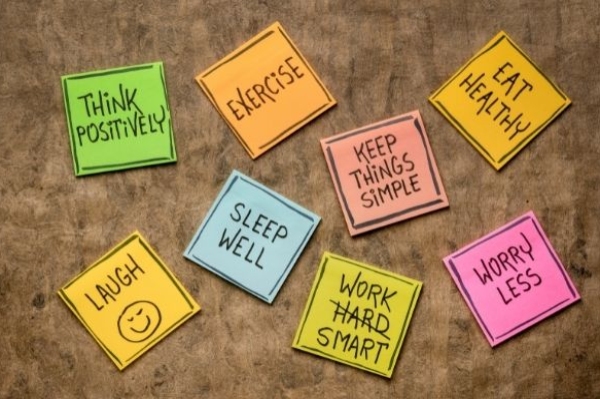 THiNK
POSiTiVELY
EXERCISE
EAT
HEALTHY
KEEP
THiNGS
SiMPLE
SLEEP
WELL
WORRY
LESS
LAUGH
WORK
HARD
SMART